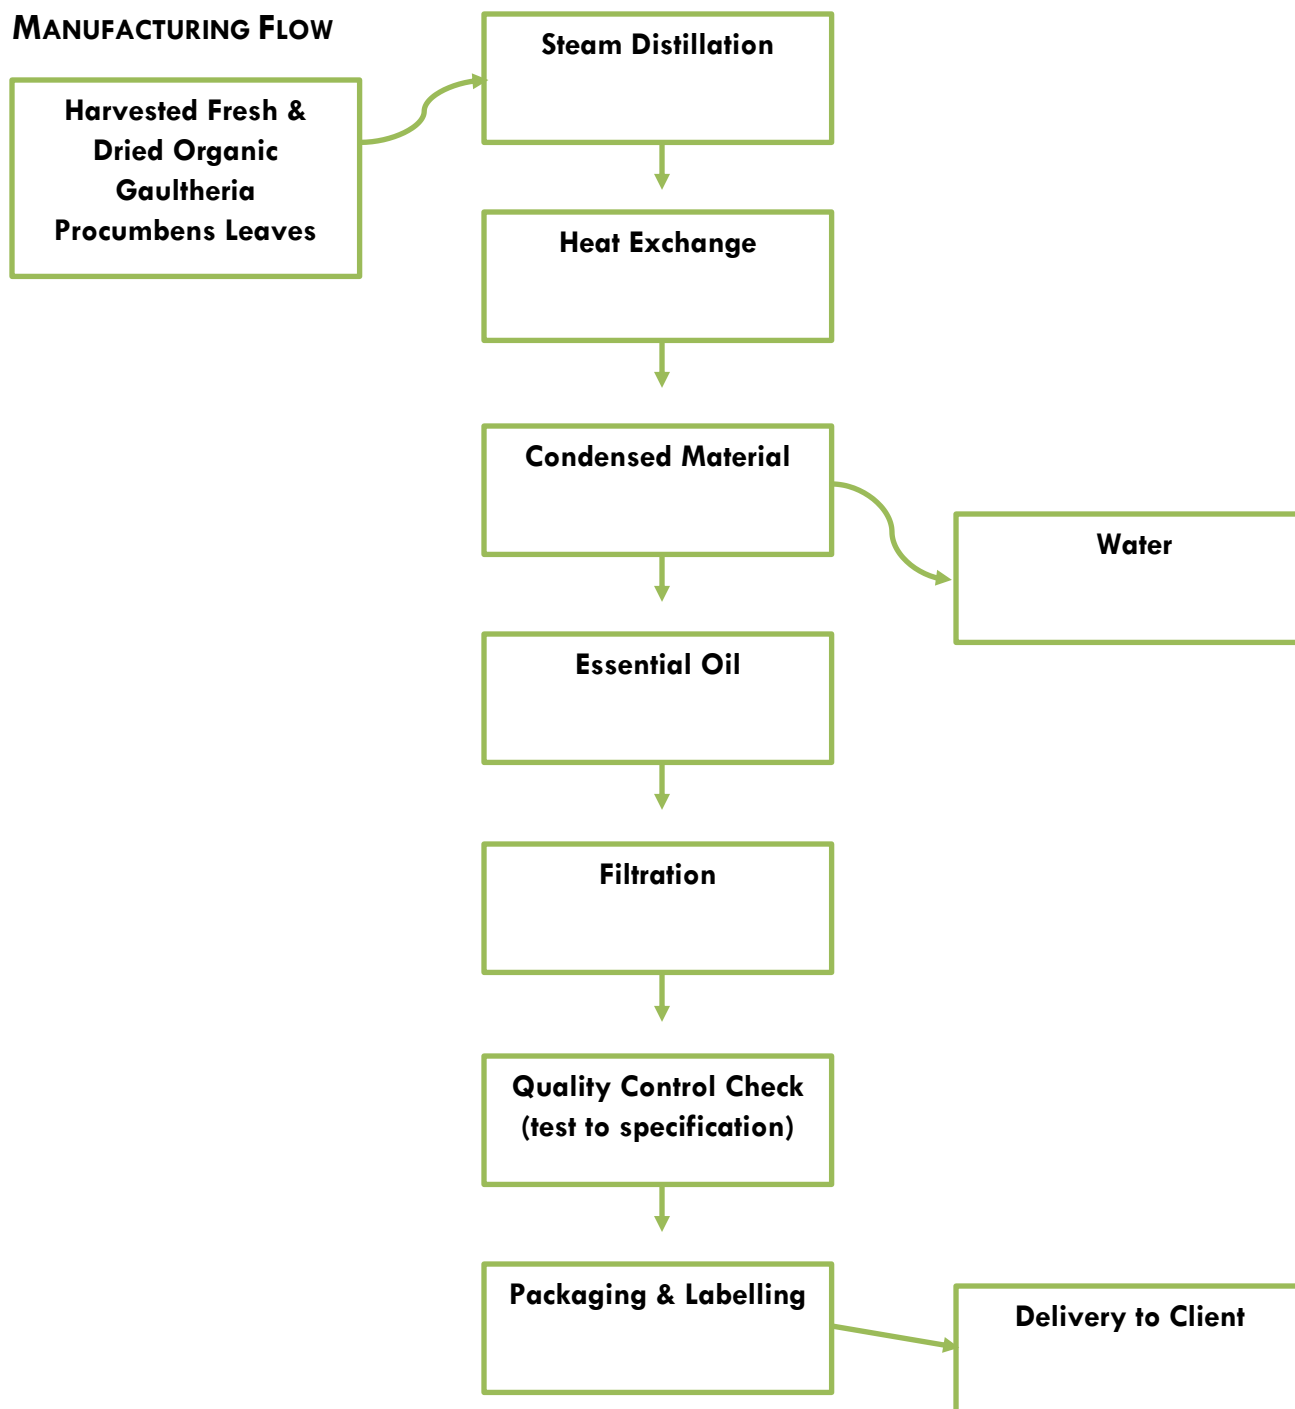 MANUFACTURING FLOW
Harvested Fresh &
Dried Organic
Gaultheria
Procumbens Leaves
Steam Distillation
Heat Exchange
Condensed Material
Water
Essential Oil
Filtration
Quality Control Check
(test to specification)
Packaging & Labelling
Delivery to Client